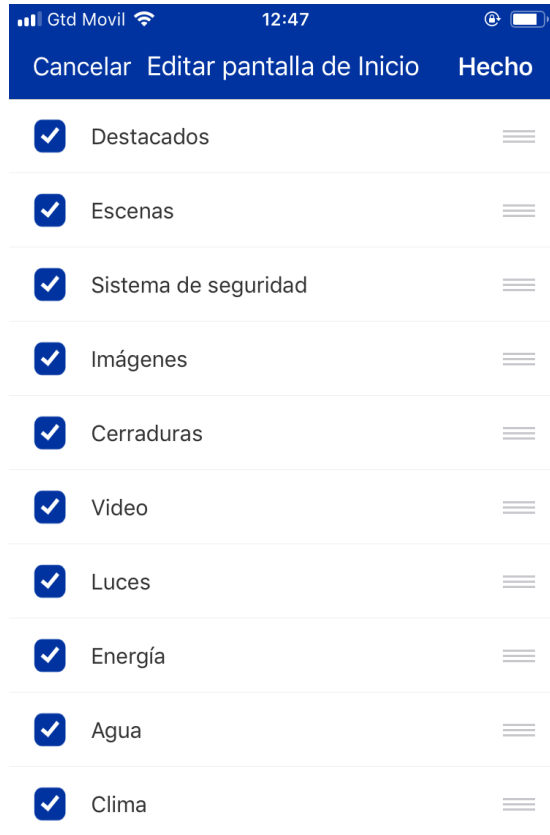 Gtd Movil 12:47
Cancelar Editar pantalla de Inicio Hecho
Destacados
Escenas
Sistema de seguridad
Imágenes
Cerraduras
Video
Luces
Energía
Agua
Clima